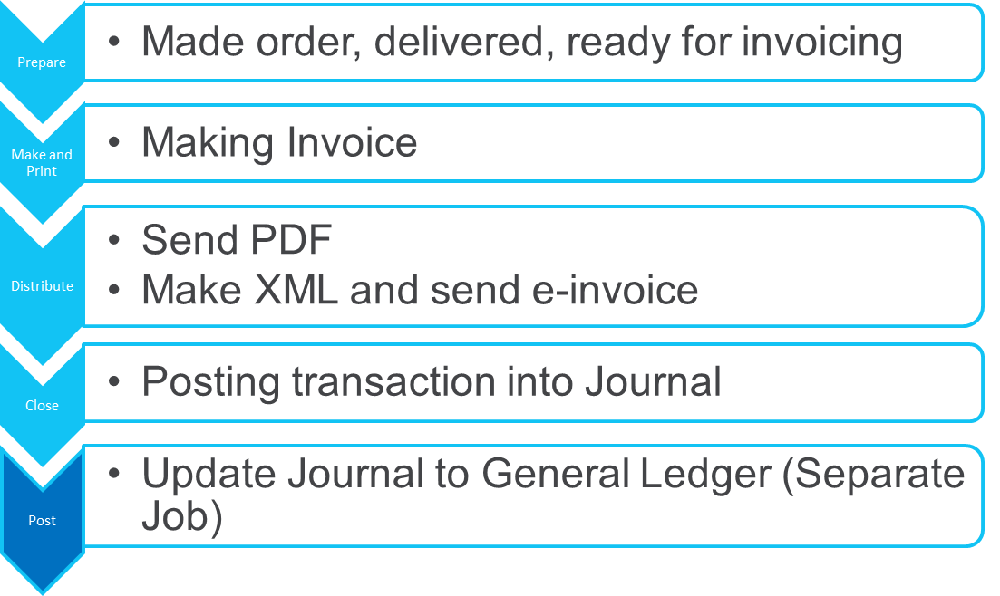 Prepare
• Made order, delivered, ready for invoicing
Make and
Print
• Making Invoice
Distribute
• Send PDF
• Make XML and send e-invoice
Close
• Posting transaction into Journal
Post
• Update Journal to General Ledger (Separate
Job)